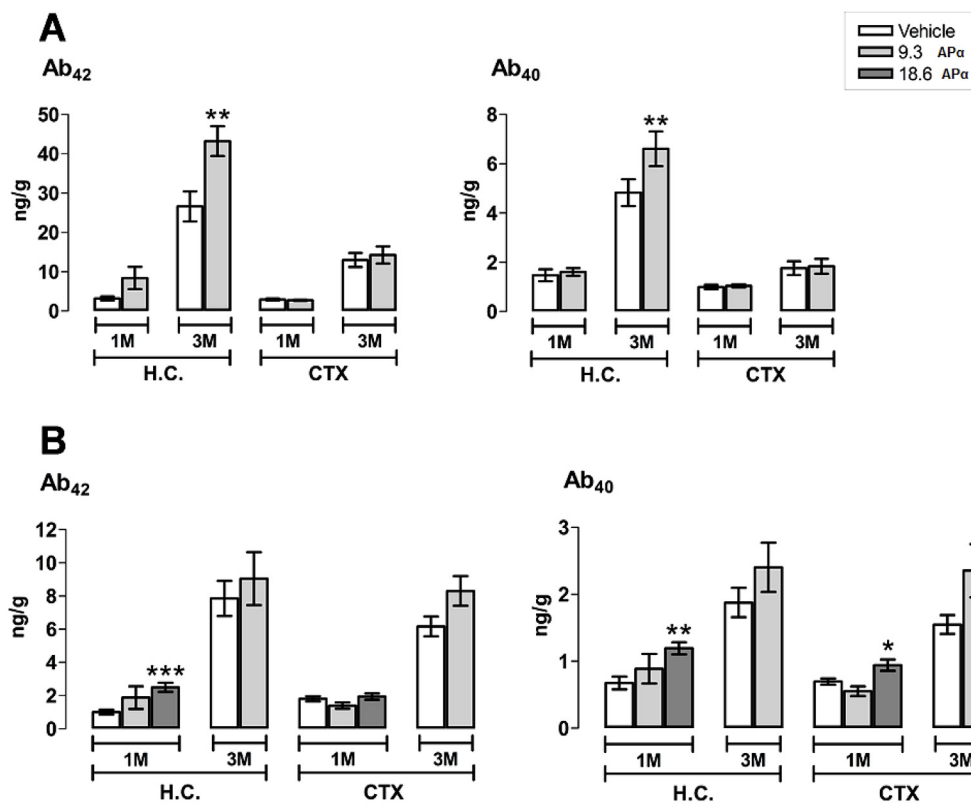 A
Vehicle
9.3 APα
18.6 APα
Ab42
Ab40
50
40
30
20
10
0
ng/g
**
1M
3M
1M
3M
H.C.
CTX
8
6
4
2
0
ng/g
**
1M
3M
1M
3M
H.C.
CTX
B
Ab42
Ab40
12
10
8
6
4
2
0
ng/g
***
1M
3M
1M
3M
H.C.
CTX
3
2
1
0
ng/g
**
*
1M
3M
1M
3M
H.C.
CTX